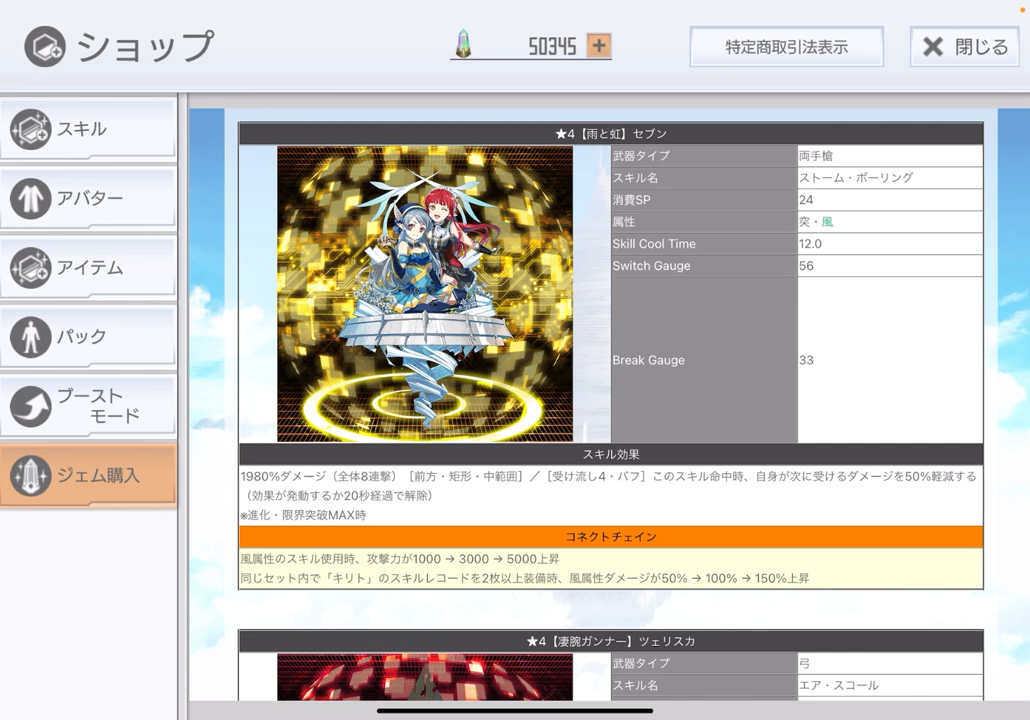 ショップ
50345
特定商取引法表示
閉じる
スキル
アバター
アイテム
パック
ブースト
モード
ジェム購入
★4【雨と虹】セブン
武器タイプ 両手槍
スキル名 ストーム・ボーリング
消費SP 24
属性 突・風
Skill Cool Time 12.0
Switch Gauge 56
Break Gauge 33
スキル効果
1980%ダメージ（全体8連撃）［前方・矩形・中範囲］／［受け流し4・バフ］このスキル命中時、自身が次に受けるダメージを50%軽減する
（効果が発動するか20秒経過で解除）
※進化・限界突破MAX時
コネクトチェイン
風属性のスキル使用時、攻撃力が1000 → 3000 → 5000上昇
同じセット内で「キリト」のスキルレコードを2枚以上装備時、風属性ダメージが50% → 100% → 150%上昇
★4【凄腕ガンナー】ツェリスカ
武器タイプ 弓
スキル名 エア・スコール